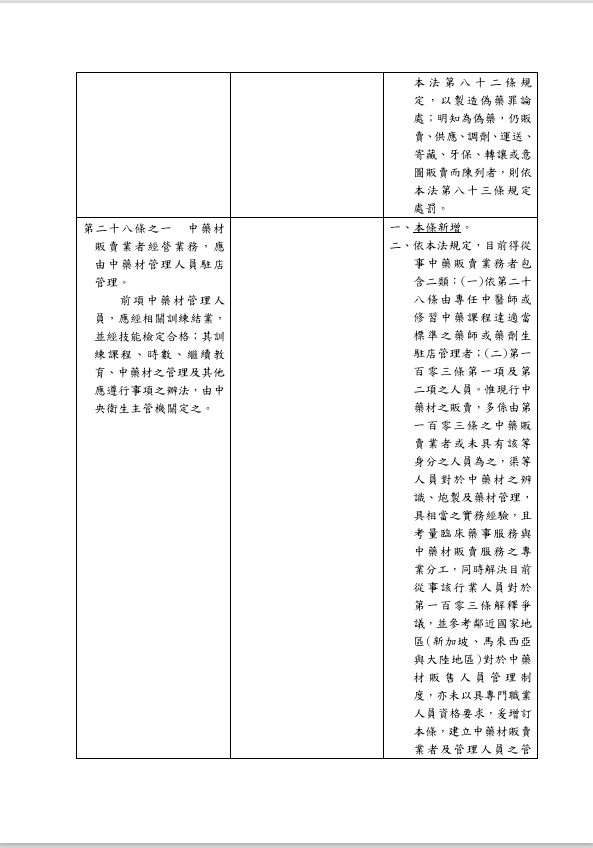 本法第八十二條規
定，以製造偽藥罪論
處；明知為偽藥，仍販
賣、供應、調劑、運送、
寄藏、牙保、轉讓或意
圖販賣而陳列者，則依
本法第八十三條規定
處罰。
第二十八條之一　中藥材
販賣業者經營業務，應
由中藥材管理人員駐店
管理。
前項中藥材管理人
員，應經相關訓練結業，
並經技能檢定合格；其訓
練課程、時數、繼續教
育、中藥材之管理及其他
應遵行事項之辦法，由中
央衛生主管機關定之。
一、本條新增。
二、依本法規定，目前得從
事中藥販賣業務者包
含二類：(一)依第二十
八條由專任中醫師或
修習中藥課程達適當
標準之藥師或藥劑生
駐店管理者；(二)第一
百零三條第一項及第
二項之人員。惟現行中
藥材之販賣，多係由第
一百零三條之中藥販
賣業者或未具有該等
身分之人員為之，渠等
人員對於中藥材之辨
識、炮製及藥材管理，
具相當之實務經驗，且
考量臨床藥事服務與
中藥材販賣服務之專
業分工，同時解決目前
從事該行業人員對於
第一百零三條解釋爭
議，並參考鄰近國家地
區(新加坡、馬來西亞
與大陸地區)對於中藥
材販售人員管理制
度，亦未以具專門職業
人員資格要求，爰增訂
本條，建立中藥材販賣
業者及管理人員之管